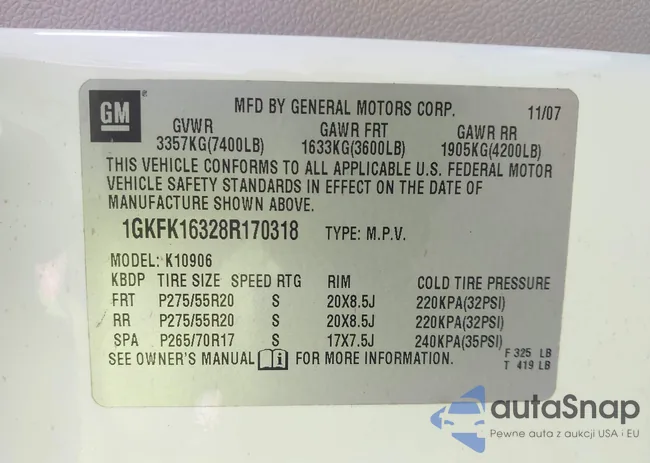 GM ® MFD BY GENERAL MOTORS CORP. 11/07
GVWR GAWR FRT GAWR RR
3357KG(7400LB) 1633KG(3600LB) 1905KG(4200LB)
THIS VEHICLE CONFORMS TO ALL APPLICABLE U.S. FEDERAL MOTOR
VEHICLE SAFETY STANDARDS IN EFFECT ON THE DATE OF
MANUFACTURE SHOWN ABOVE.
1GKFK16328R170318 TYPE: M.P.V.
MODEL: K10906
KBDP TIRE SIZE SPEED RTG RIM COLD TIRE PRESSURE
FRT P275/55R20 S 20X8.5J 220KPA(32PSI)
RR P275/55R20 S 20X8.5J 220KPA(32PSI)
SPA P265/70R17 S 17X7.5J 240KPA(35PSI)
SEE OWNER'S MANUAL i FOR MORE INFORMATION. F 325 LB
T 419 LB
autaSnap
Pewne auta z aukcji USA i EU